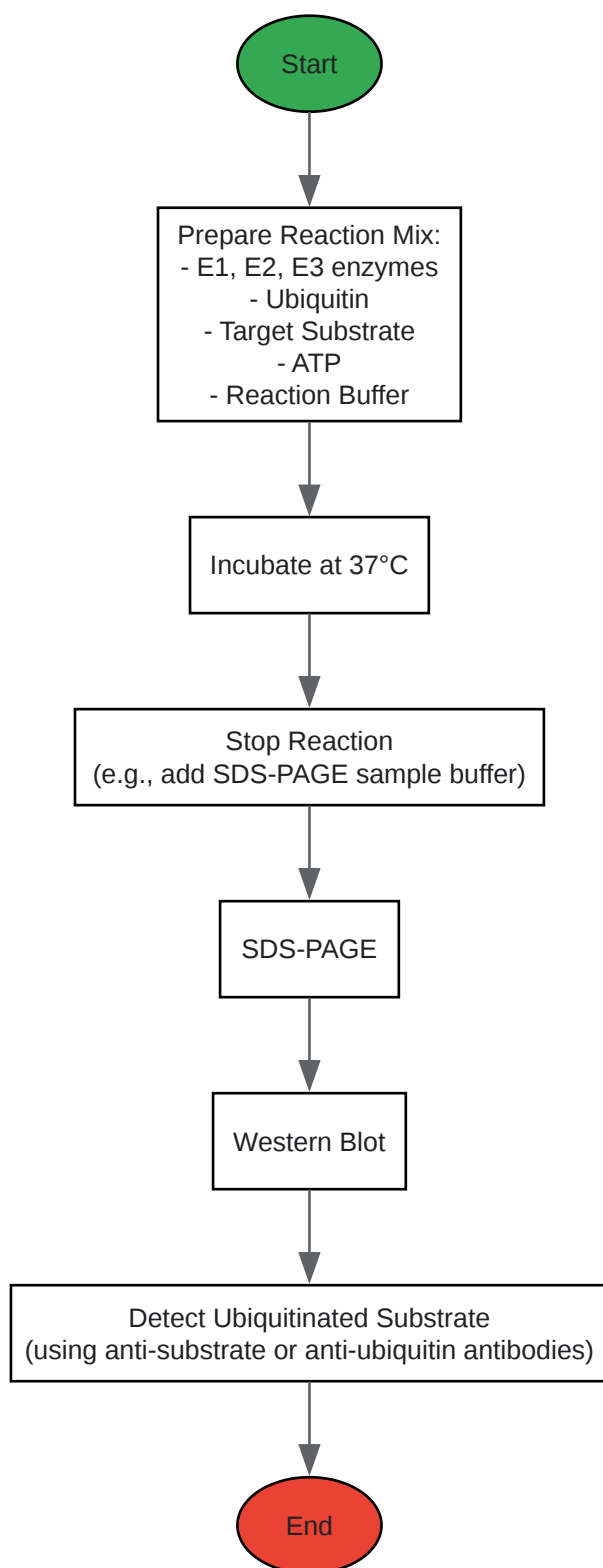 Start
Prepare Reaction Mix:
- E1, E2, E3 enzymes
- Ubiquitin
- Target Substrate
- ATP
- Reaction Buffer
Incubate at 37°C
Stop Reaction
(e.g., add SDS-PAGE sample buffer)
SDS-PAGE
Western Blot
Detect Ubiquitinated Substrate
(using anti-substrate or anti-ubiquitin antibodies)
End